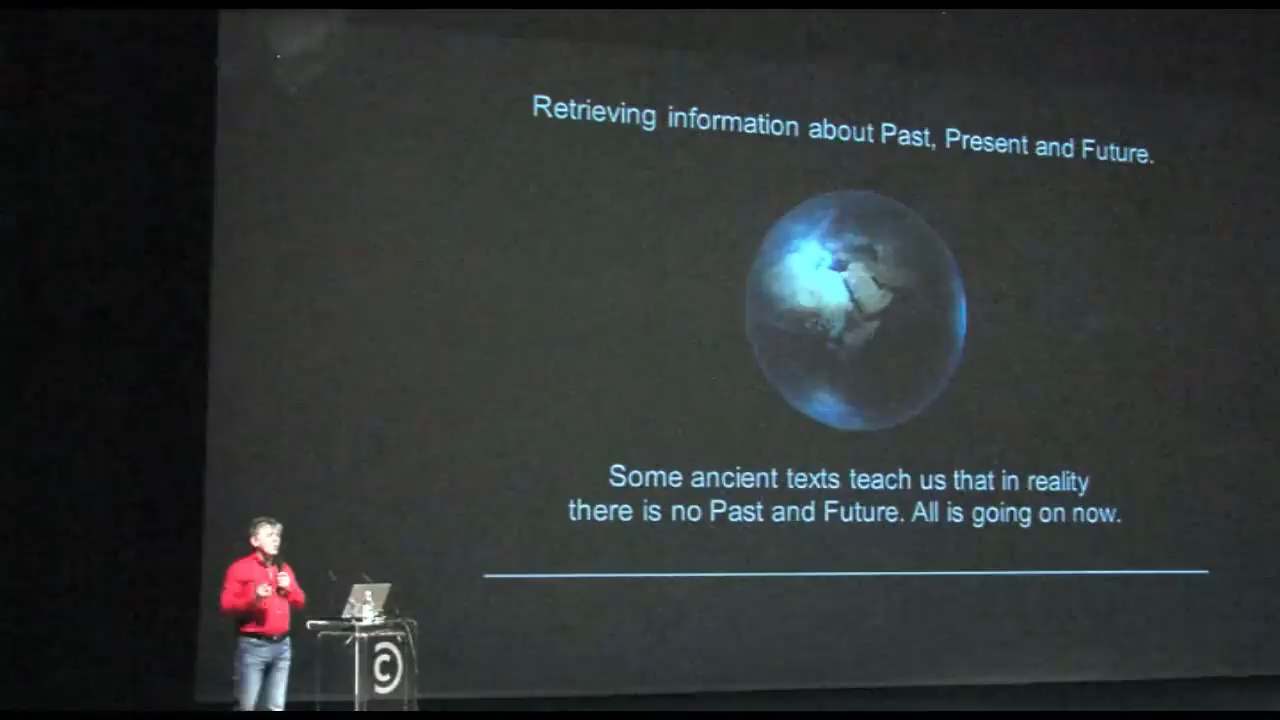 Retrieving information about Past, Present and Future.
Some ancient texts teach us that in reality
there is no Past and Future. All is going on now.
©